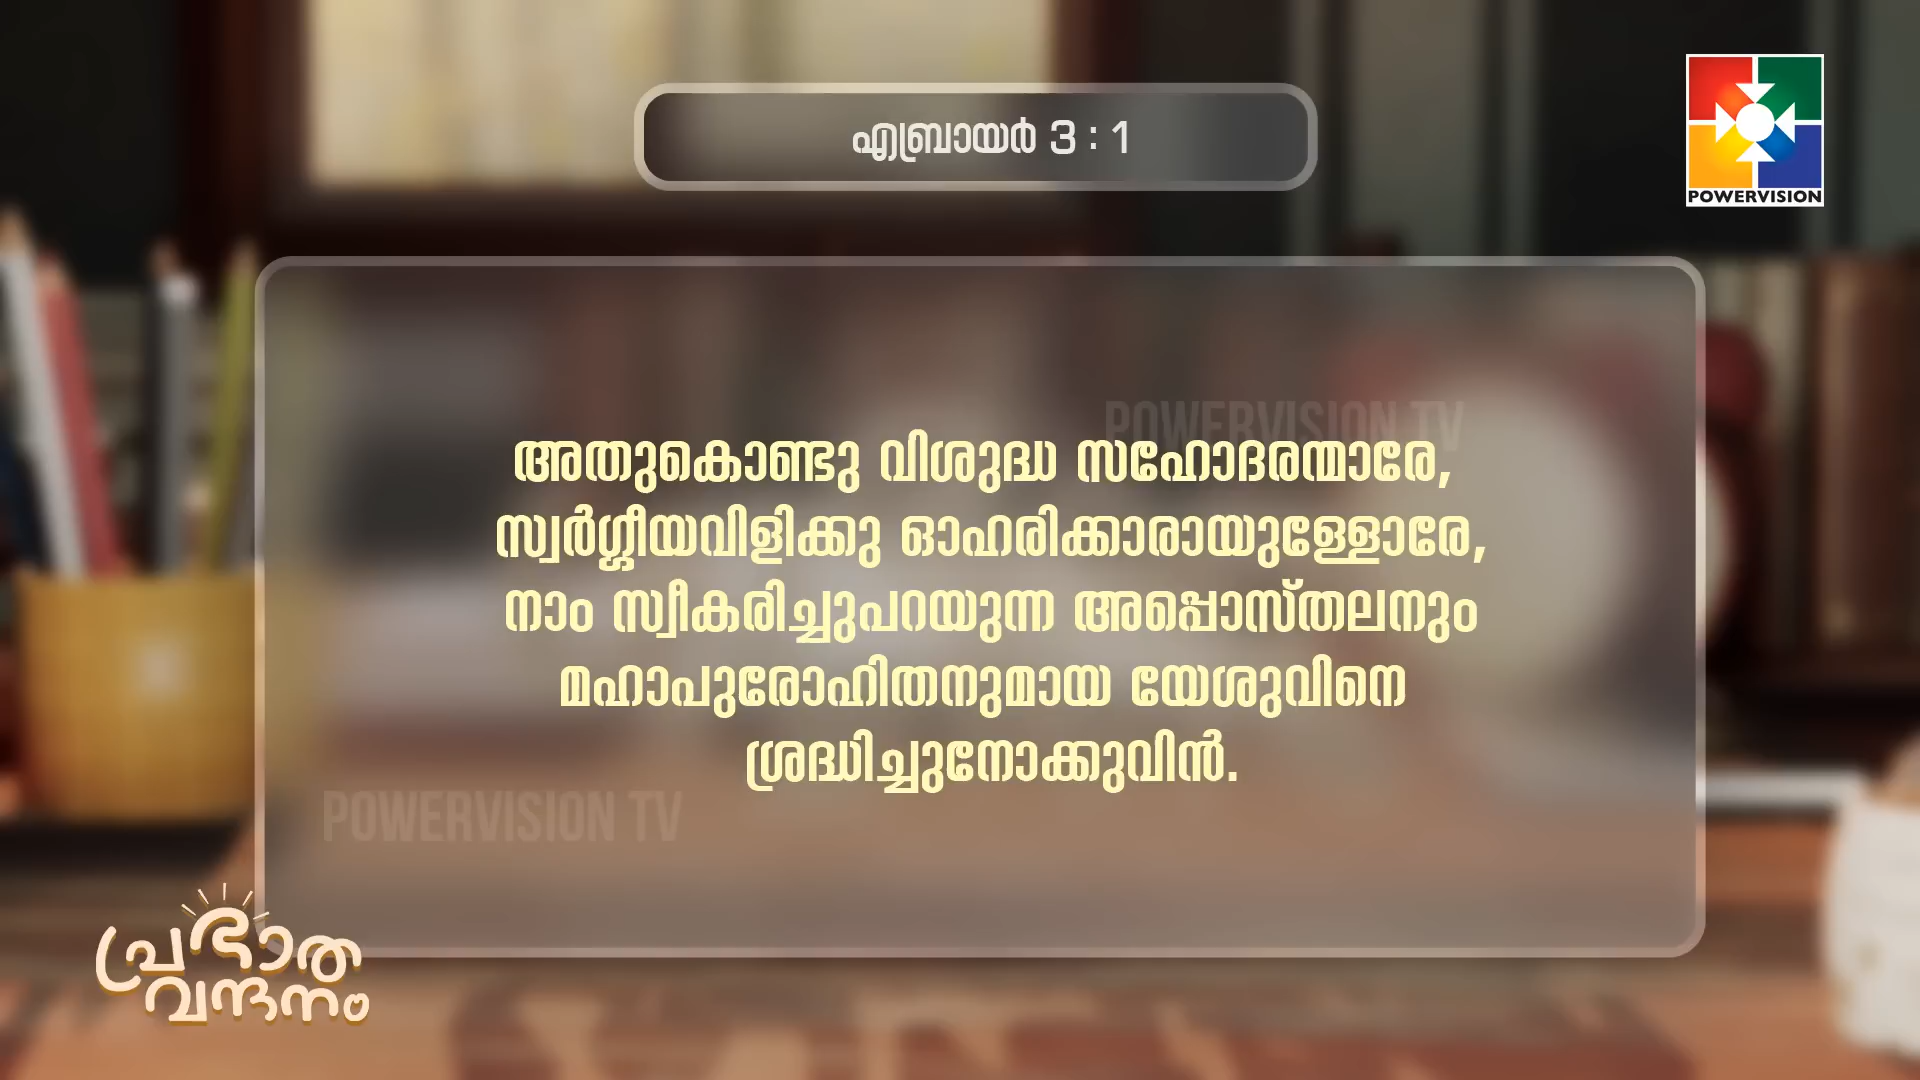 എബ്രായർ 3 : 1
POWERVISION
POWERVISION TV
അതുകൊണ്ടു വിശുദ്ധ സഹോദരന്മാരേ,
സ്വർഗ്ഗീയവിളിക്കു ഓഹരിക്കാരായുള്ളോരേ,
നാം സ്വീകരിച്ചുപറയുന്ന അപ്പൊസ്തലനും
മഹാപുരോഹിതനുമായ യേശുവിനെ
ശ്രദ്ധിച്ചുനോക്കുവിൻ.
POWERVISION TV
പ്രഭാത
വന്ദനം